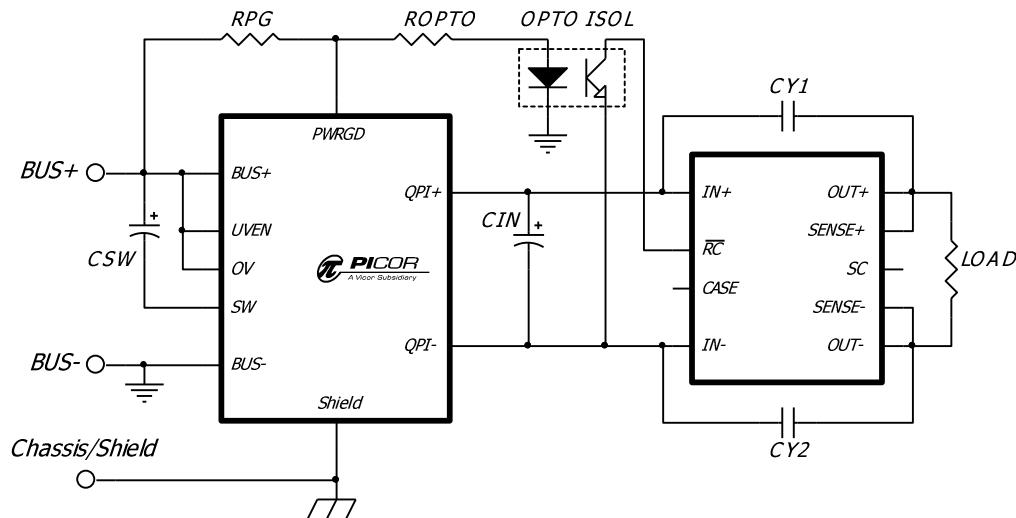 RPG
ROPTO
OPTO ISOL
CY1
PWRGD
BUS+
BUS+
QPI+
IN+
OUT+
CIN
+
UVEN
SENSE+
+
CSW
RC
LOAD
OV
PICOR
A Vicor Subsidiary
SC
CASE
SW
SENSE-
BUS-
BUS-
QPI-
IN-
OUT-
Shield
Chassis/Shield
CY2